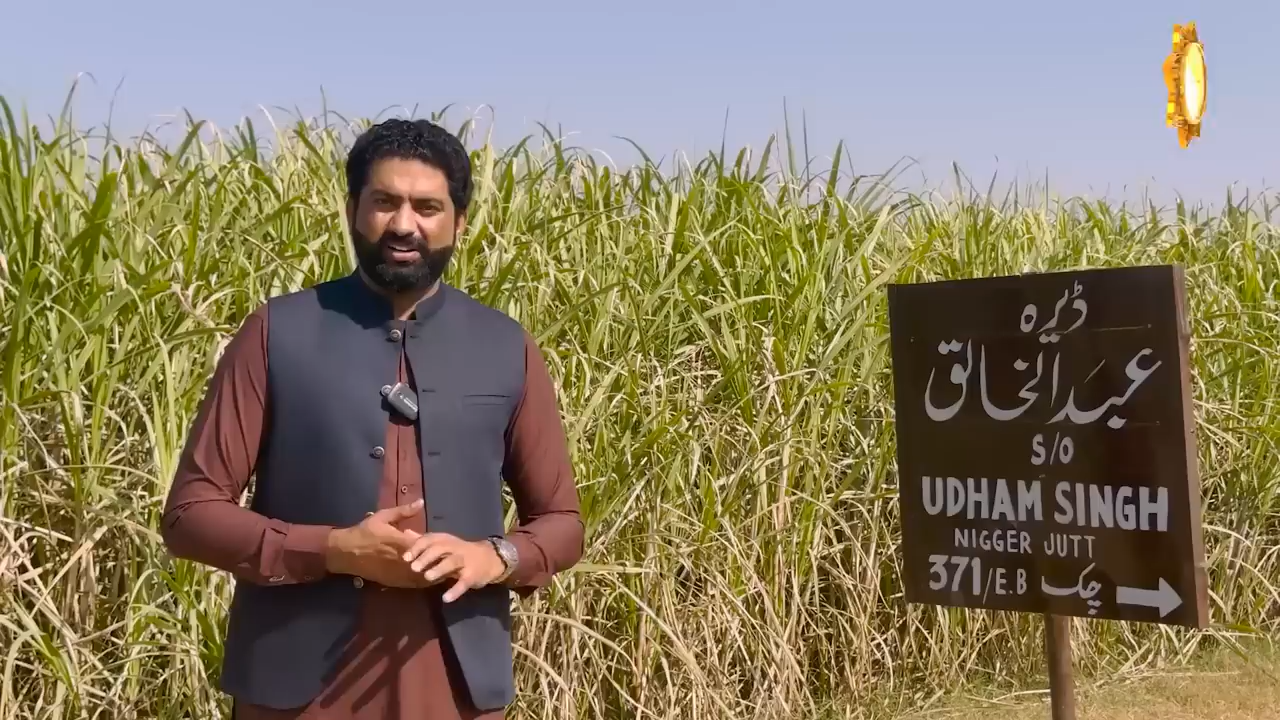 ڈیرہ
عبدالخالق
S/O
UDHAM SINGH
NIGGER JUTT
371/E.B چک